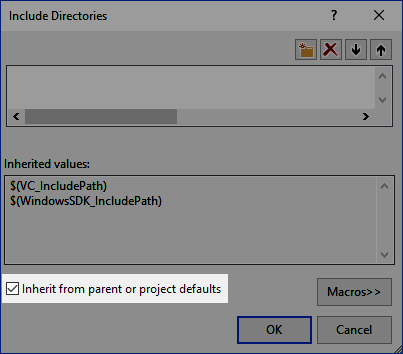 Include Directories
Inherited values:
$(VC_IncludePath)
$(WindowsSDK_IncludePath)
Inherit from parent or project defaults
Macros>>
OK
Cancel